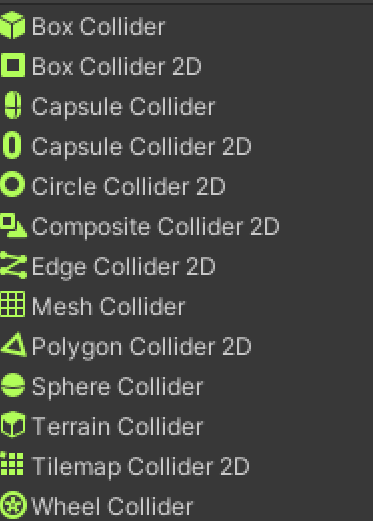 Box Collider
Box Collider 2D
Capsule Collider
Capsule Collider 2D
Circle Collider 2D
Composite Collider 2D
Edge Collider 2D
Mesh Collider
Polygon Collider 2D
Sphere Collider
Terrain Collider
Tilemap Collider 2D
Wheel Collider